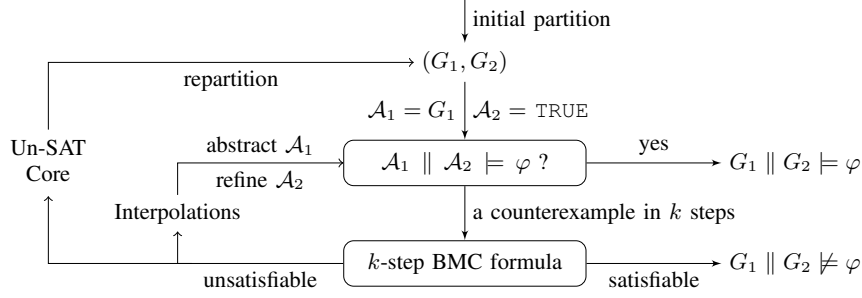 initial partition
(G₁, G₂)
repartition
𝒜₁ = G₁ 𝒜₂ = TRUE
Un-SAT
Core
abstract 𝒜₁
refine 𝒜₂
𝒜₁ ∥ 𝒜₂ ⊨ φ ?
yes
G₁ ∥ G₂ ⊨ φ
Interpolations
a counterexample in k steps
unsatisfiable
k-step BMC formula
satisfiable
G₁ ∥ G₂ ⊭ φ